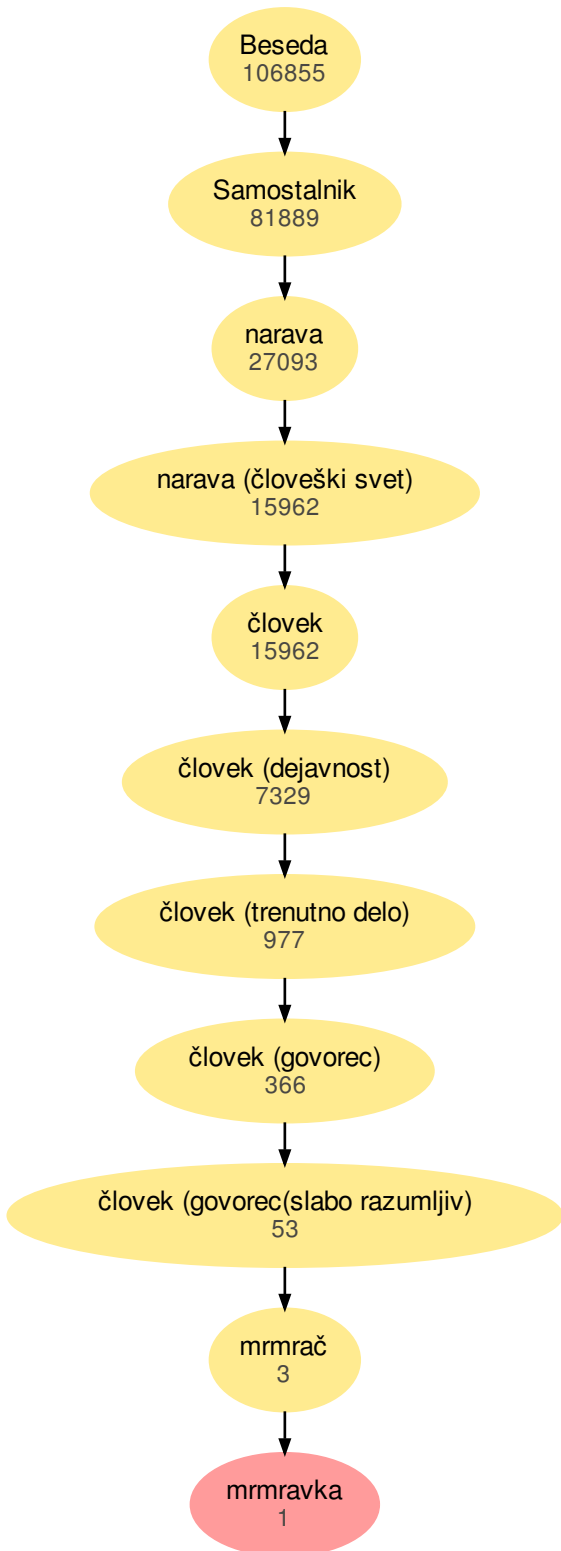 Beseda
106855
Samostalnik
81889
narava
27093
narava (človeški svet)
15962
človek
15962
človek (dejavnost)
7329
človek (trenutno delo)
977
človek (govorec)
366
človek (govorec(slabo razumljiv)
53
mrmrač
3
mrmravka
1